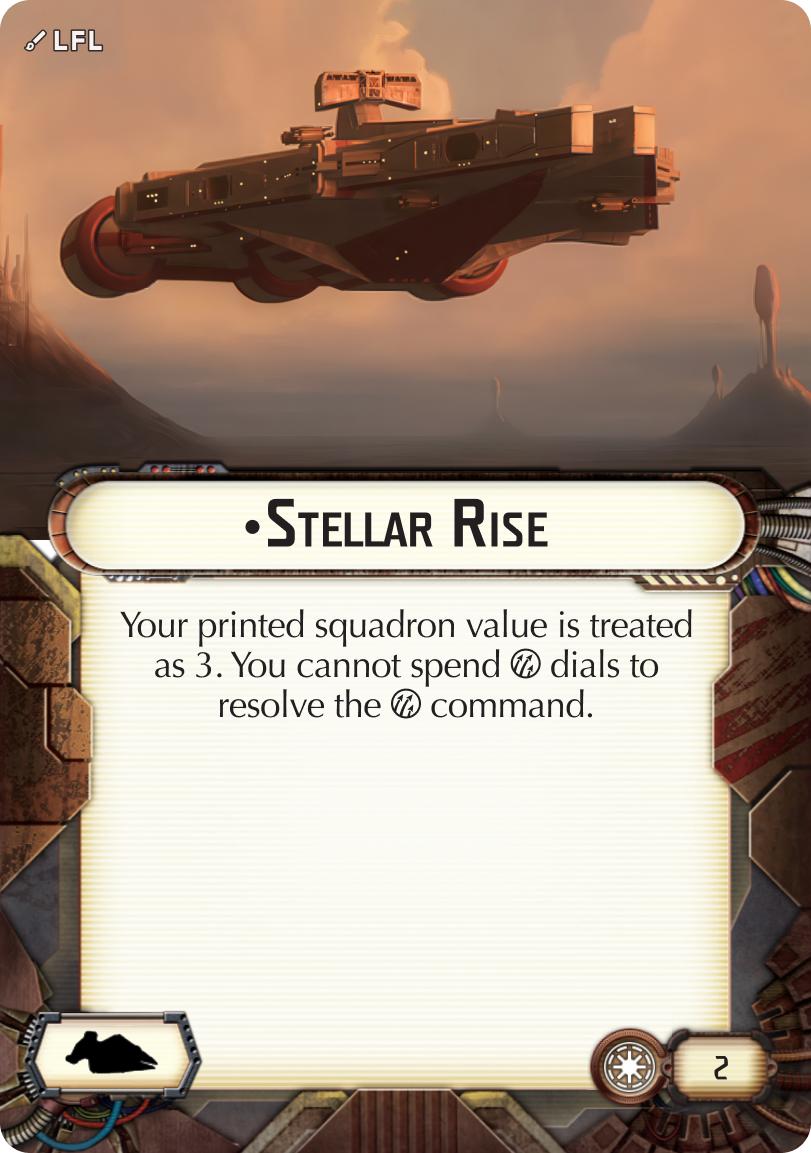 LFL
•Stellar Rise
Your printed squadron value is treated
as 3. You cannot spend dials to
resolve the command.
2